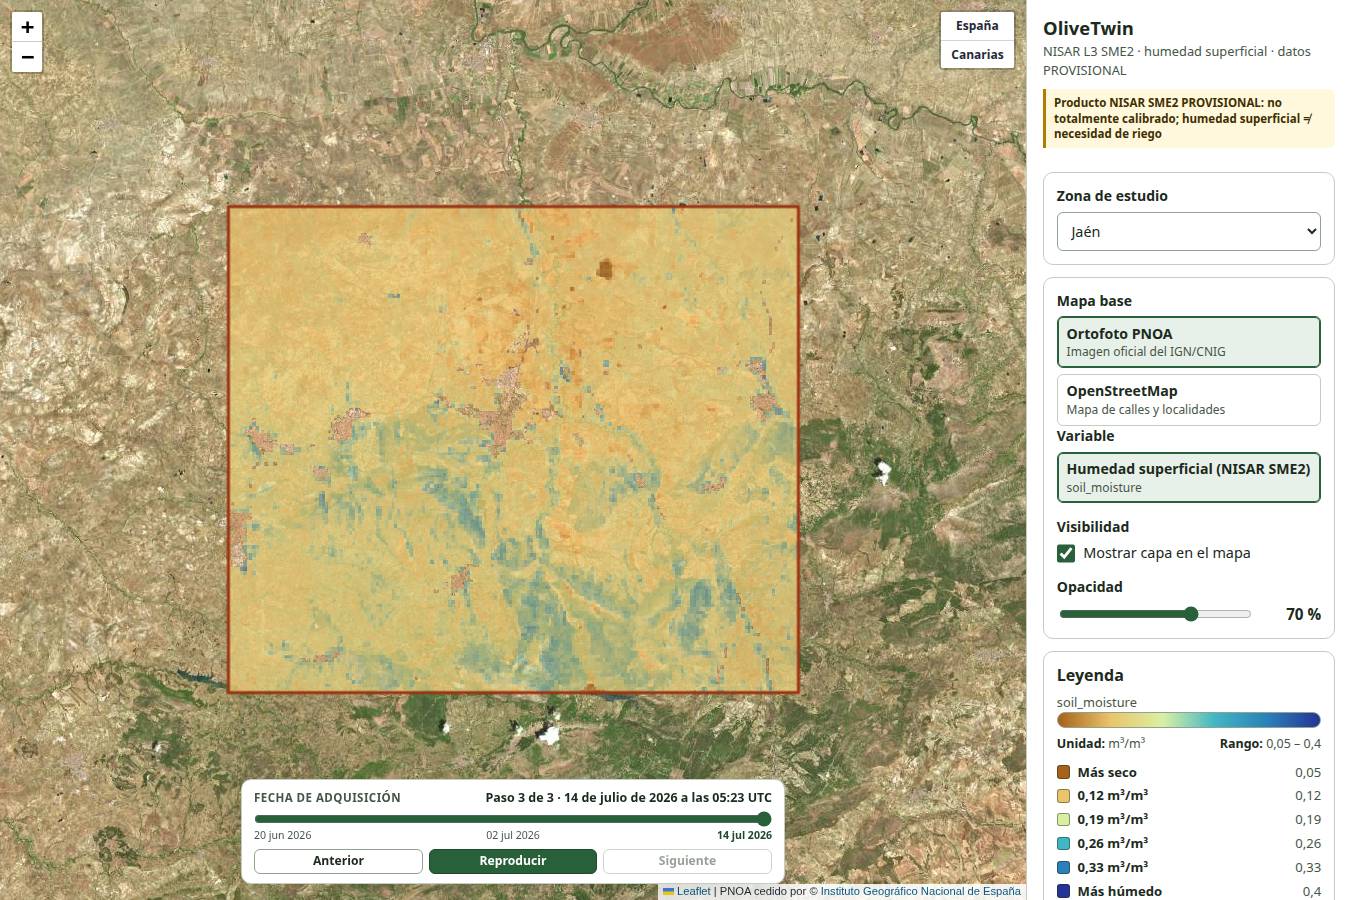 +
−
España
Canarias
FECHA DE ADQUISICIÓN
Paso 3 de 3 · 14 de julio de 2026 a las 05:23 UTC
20 jun 2026
02 jul 2026
14 jul 2026
Anterior
Reproducir
Siguiente
Leaflet | PNOA cedido por © Instituto Geográfico Nacional de España
OliveTwin
NISAR L3 SME2 · humedad superficial · datos
PROVISIONAL
Producto NISAR SME2 PROVISIONAL: no
totalmente calibrado; humedad superficial ≠
necesidad de riego
Zona de estudio
Jaén
Mapa base
Ortofoto PNOA
Imagen oficial del IGN/CNIG
OpenStreetMap
Mapa de calles y localidades
Variable
Humedad superficial (NISAR SME2)
soil_moisture
Visibilidad
Mostrar capa en el mapa
Opacidad
70 %
Leyenda
soil_moisture
Unidad: m³/m³
Rango: 0,05 – 0,4
Más seco 0,05
0,12 m³/m³ 0,12
0,19 m³/m³ 0,19
0,26 m³/m³ 0,26
0,33 m³/m³ 0,33
Más húmedo 0,4